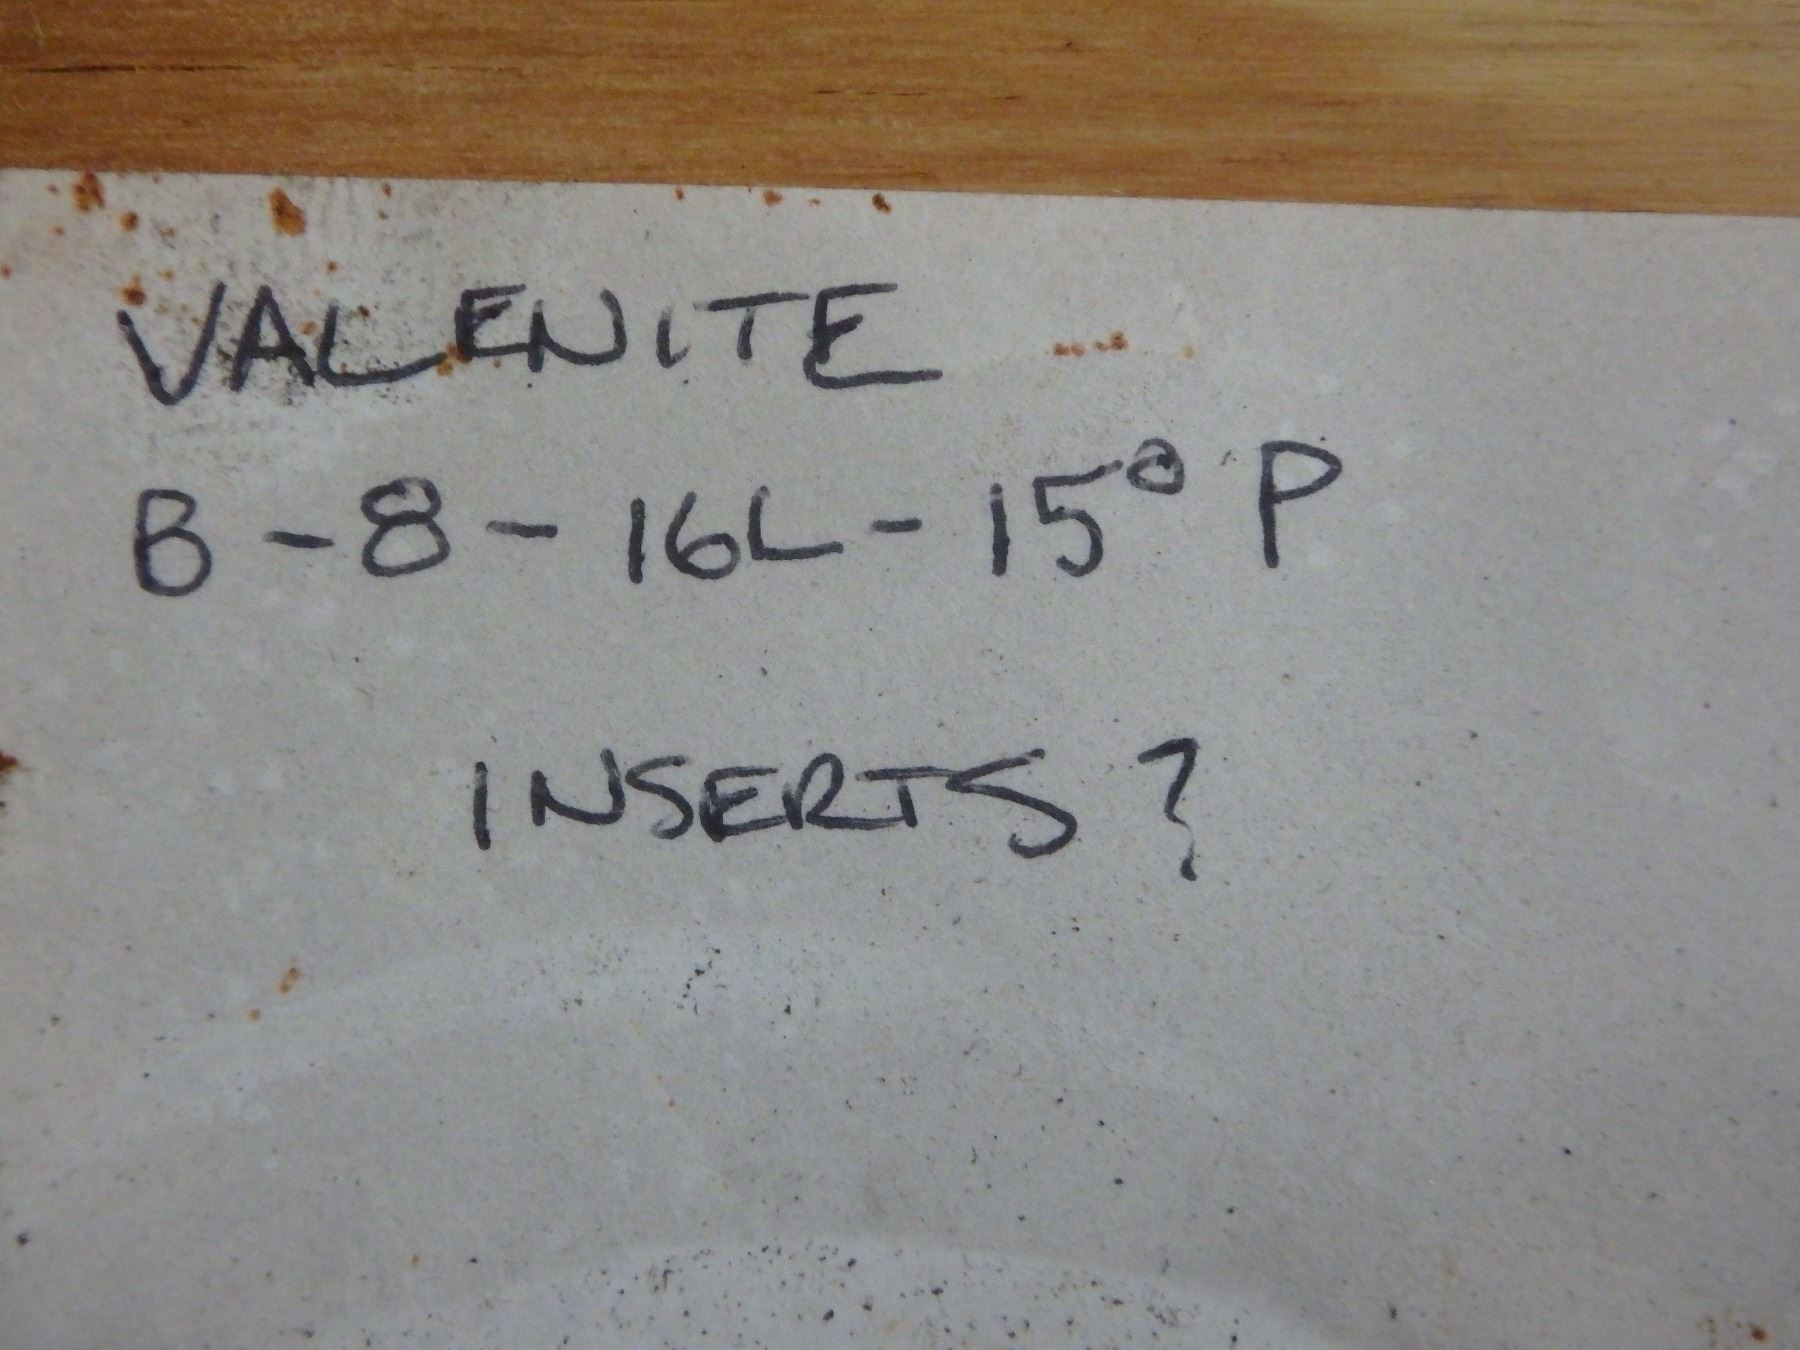 VALENITE
B-8-16L-15° P
INSERTS?